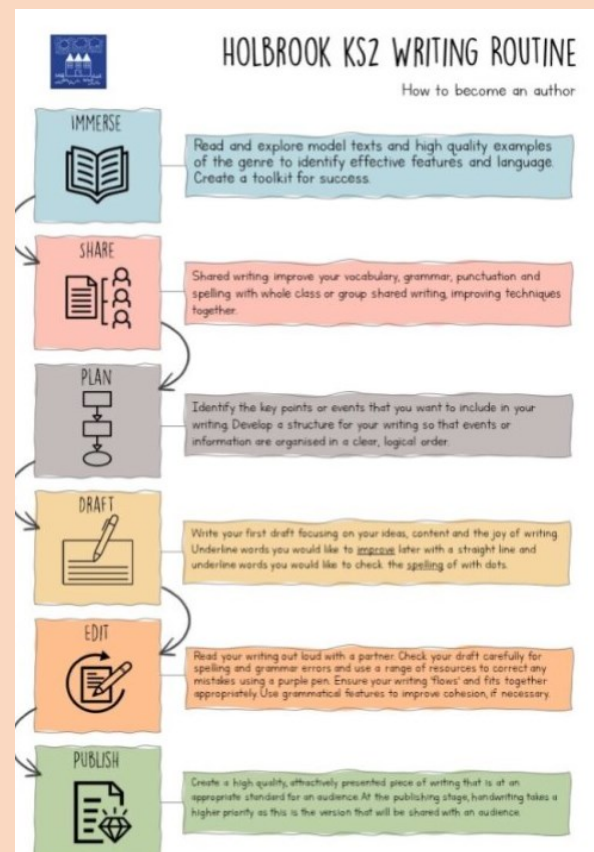 HOLBROOK KS2 WRITING ROUTINE
How to become an author
IMMERSE
Read and explore model texts and high quality examples
of the genre to identify effective features and language.
Create a toolkit for success.
SHARE
Shared writing: improve your vocabulary, grammar, punctuation and
spelling with whole class or group shared writing, improving techniques
together.
PLAN
Identify the key points or events that you want to include in your
writing. Develop a structure for your writing so that events or
information are organised in a clear, logical order.
DRAFT
Write your first draft focusing on your ideas, content and the joy of writing.
Underline words you would like to improve later with a straight line and
underline words you would like to check the spelling of with dots.
EDIT
Read your writing out loud with a partner. Check your draft carefully for
spelling and grammar errors and use a range of resources to correct any
mistakes using a purple pen. Ensure your writing 'flows' and fits together
appropriately. Use grammatical features to improve cohesion, if necessary.
PUBLISH
Create a high quality, attractively presented piece of writing that is at an
appropriate standard for an audience. At the publishing stage, handwriting takes a
higher priority as this is the version that will be shared with an audience.